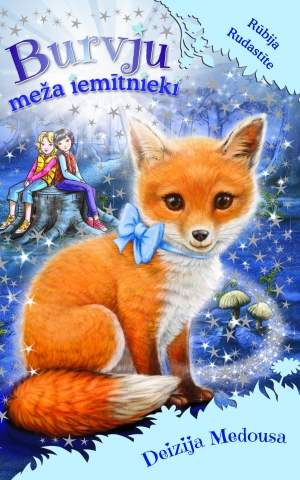 Burvju
meža iemītnieki
Rūbija
Rudastīte
Deizija Medousa